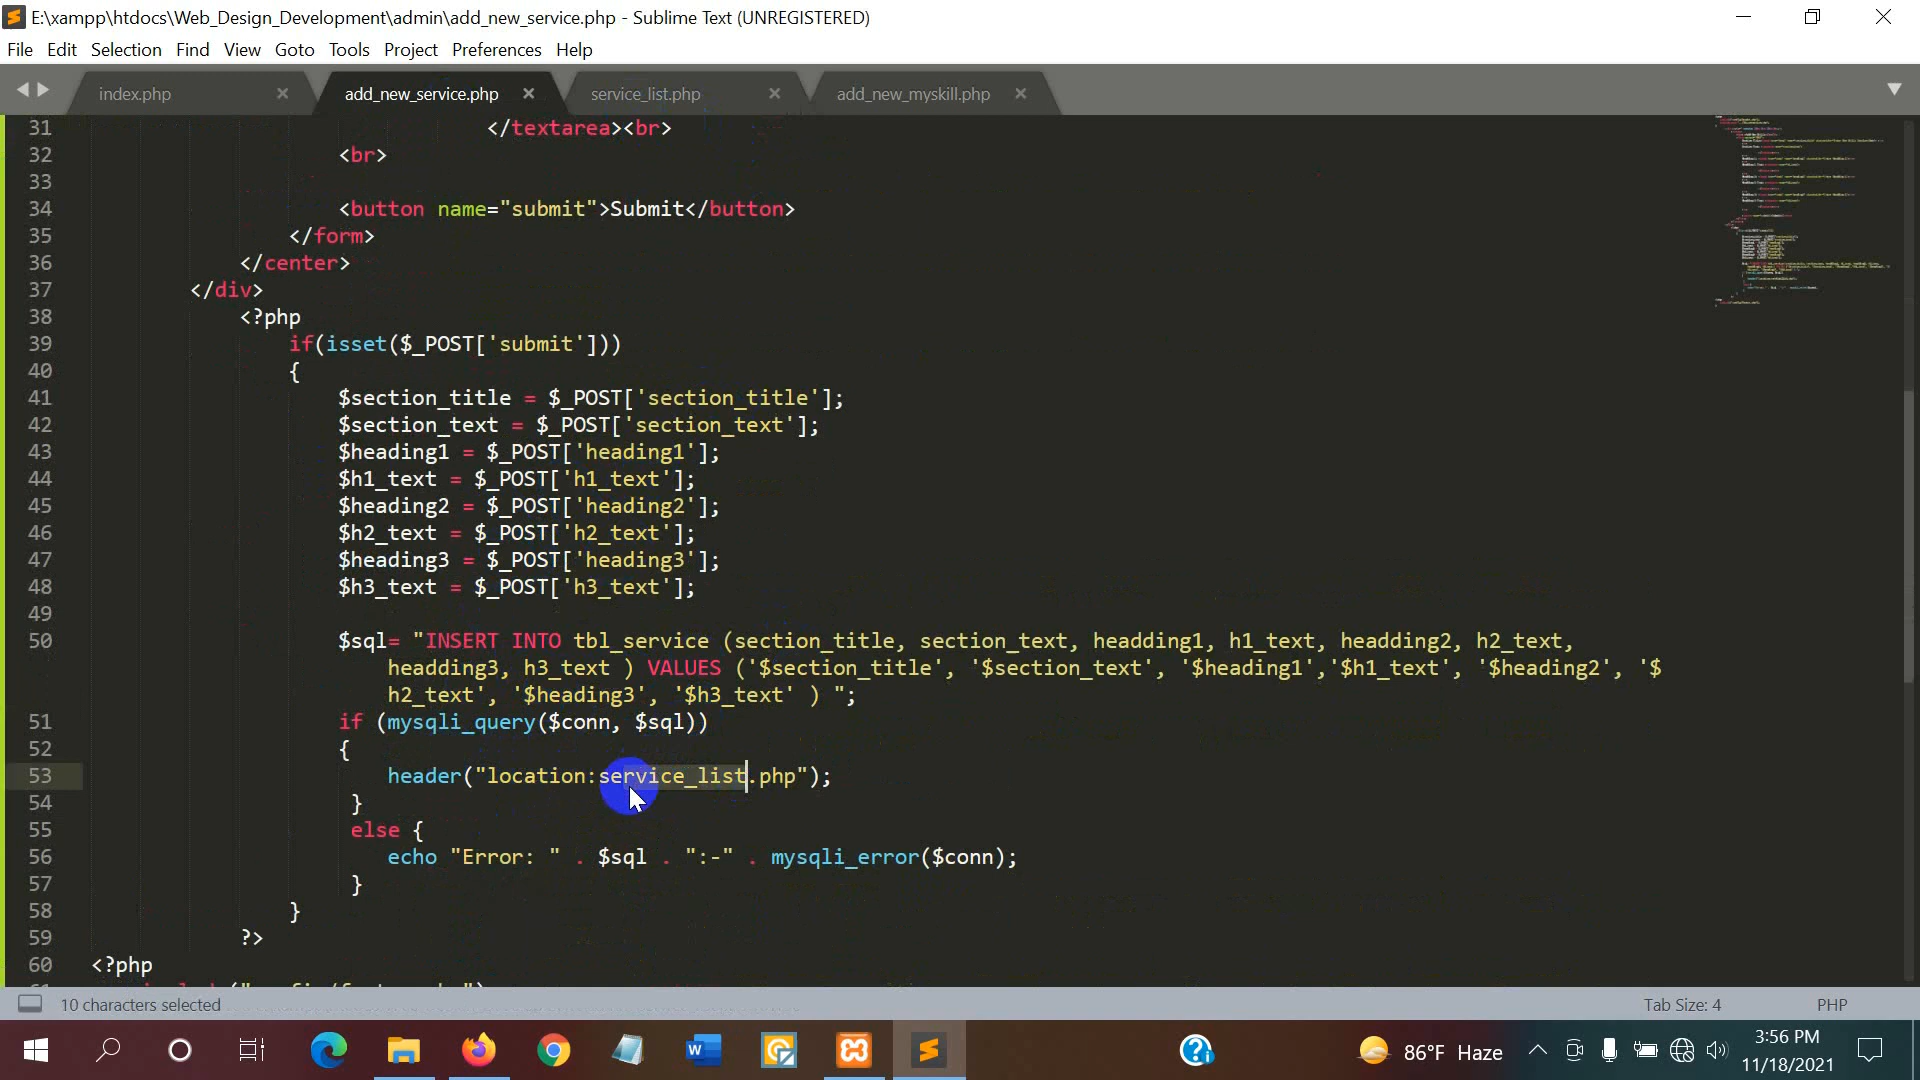 E:\xampp\htdocs\Web_Design_Development\admin\add_new_service.php - Sublime Text (UNREGISTERED)
File Edit Selection Find View Goto Tools Project Preferences Help
index.php add_new_service.php service_list.php add_new_myskill.php
31 </textarea><br>
32 <br>
33
34 <button name="submit">Submit</button>
35 </form>
36 </center>
37 </div>
38 <?php
39 if(isset($_POST['submit']))
40 {
41 $section_title = $_POST['section_title'];
42 $section_text = $_POST['section_text'];
43 $heading1 = $_POST['heading1'];
44 $h1_text = $_POST['h1_text'];
45 $heading2 = $_POST['heading2'];
46 $h2_text = $_POST['h2_text'];
47 $heading3 = $_POST['heading3'];
48 $h3_text = $_POST['h3_text'];
49
50 $sql= "INSERT INTO tbl_service (section_title, section_text, headding1, h1_text, headding2, h2_text,
headding3, h3_text ) VALUES ('$section_title', '$section_text', '$heading1','$h1_text', '$heading2', '$
h2_text', '$heading3', '$h3_text' ) ";
51 if (mysqli_query($conn, $sql))
52 {
53 header("location:service_list.php");
54 }
55 else {
56 echo "Error: " . $sql . ":-" . mysqli_error($conn);
57 }
58 }
59 ?>
60 <?php
10 characters selected Tab Size: 4 PHP
86°F Haze 3:56 PM
11/18/2021